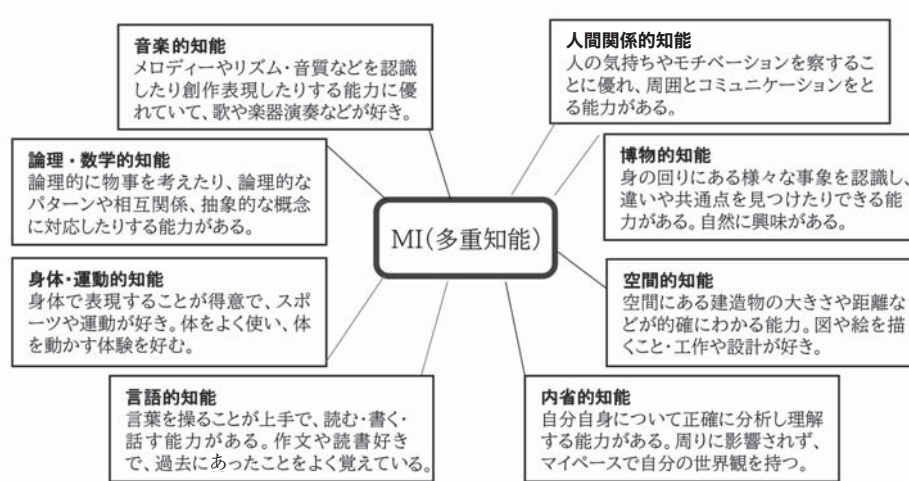 音楽的知能
メロディーやリズム・音質などを認識
したり創作表現したりする能力に優
れていて、歌や楽器演奏などが好き。
人間関係的知能
人の気持ちやモチベーションを察するこ
とに優れ、周囲とコミュニケーションをと
る能力がある。
論理・数学的知能
論理的に物事を考えたり、論理的な
パターンや相互関係、抽象的な概念
に対応したりする能力がある。
博物的知能
身の回りにある様々な事象を認識し、
違いや共通点を見つけたりできる能
力がある。自然に興味がある。
MI(多重知能)
身体・運動的知能
身体で表現することが得意で、スポ
ーツや運動が好き。体をよく使い、体
を動かす体験を好む。
空間的知能
空間にある建造物の大きさや距離な
どが的確にわかる能力。図や絵を描
くこと・工作や設計が好き。
言語的知能
言葉を操ることが上手で、読む・書く・
話す能力がある。作文や読書好き
で、過去にあったことをよく覚えている。
内省的知能
自分自身について正確に分析し理解
する能力がある。周りに影響されず、
マイペースで自分の世界観を持つ。